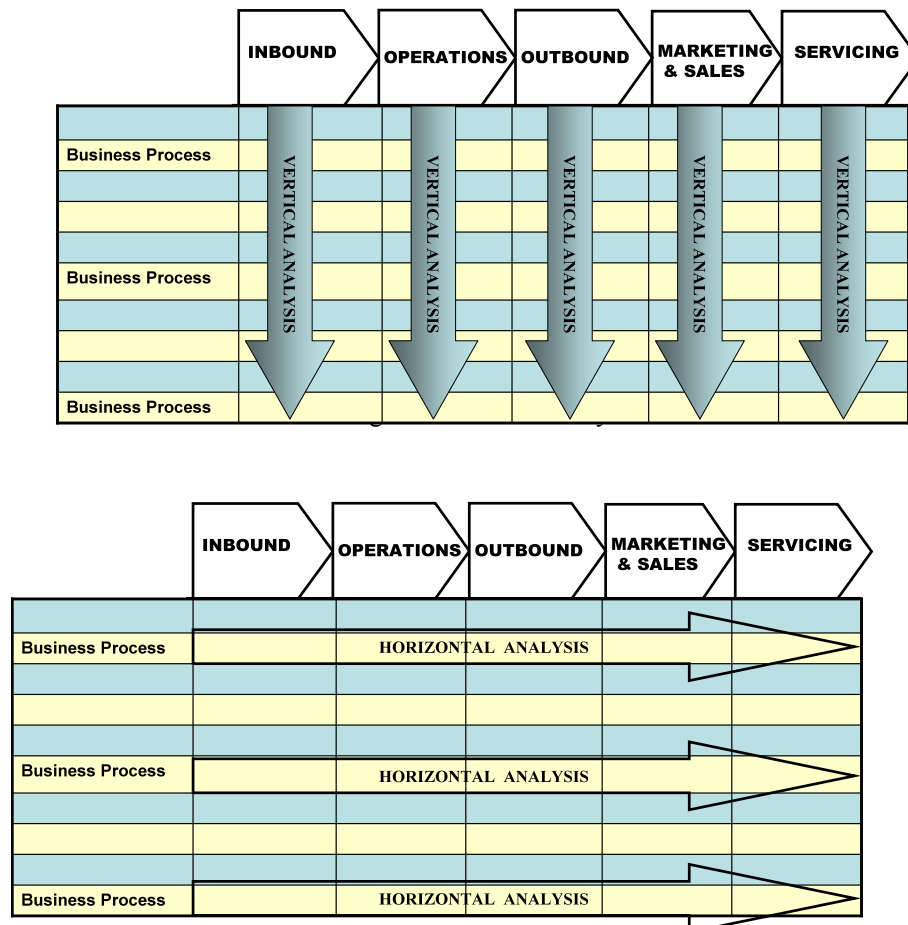 INBOUND
OPERATIONS
OUTBOUND
MARKETING
& SALES
SERVICING
Business Process
Business Process
Business Process
VERTICAL ANALYSIS
VERTICAL ANALYSIS
VERTICAL ANALYSIS
VERTICAL ANALYSIS
VERTICAL ANALYSIS
INBOUND
OPERATIONS
OUTBOUND
MARKETING
& SALES
SERVICING
Business Process
HORIZONTAL ANALYSIS
Business Process
HORIZONTAL ANALYSIS
Business Process
HORIZONTAL ANALYSIS